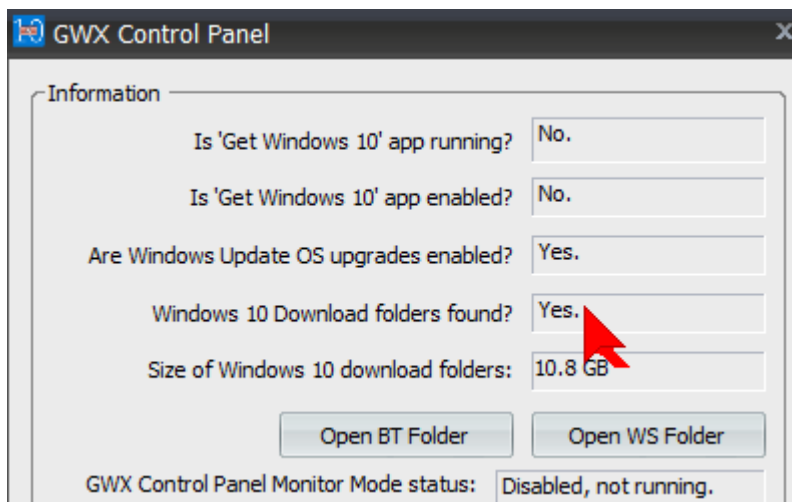 GWX Control Panel
Information
Is 'Get Windows 10' app running? No.
Is 'Get Windows 10' app enabled? No.
Are Windows Update OS upgrades enabled? Yes.
Windows 10 Download folders found? Yes.
Size of Windows 10 download folders: 10.8 GB
Open BT Folder Open WS Folder
GWX Control Panel Monitor Mode status: Disabled, not running.